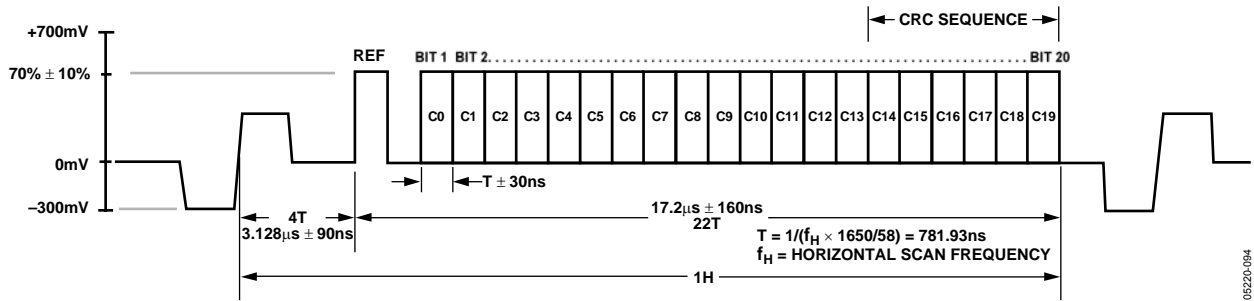 CRC SEQUENCE
+700mV
REF
BIT 1 BIT 2 ........................................................ BIT 20
70% ± 10%
C0 C1 C2 C3 C4 C5 C6 C7 C8 C9 C10 C11 C12 C13 C14 C15 C16 C17 C18 C19
0mV
T ± 30ns
–300mV
4T
3.128μs ± 90ns
17.2μs ± 160ns
22T
T = 1/(fH × 1650/58) = 781.93ns
fH = HORIZONTAL SCAN FREQUENCY
1H
05220-094